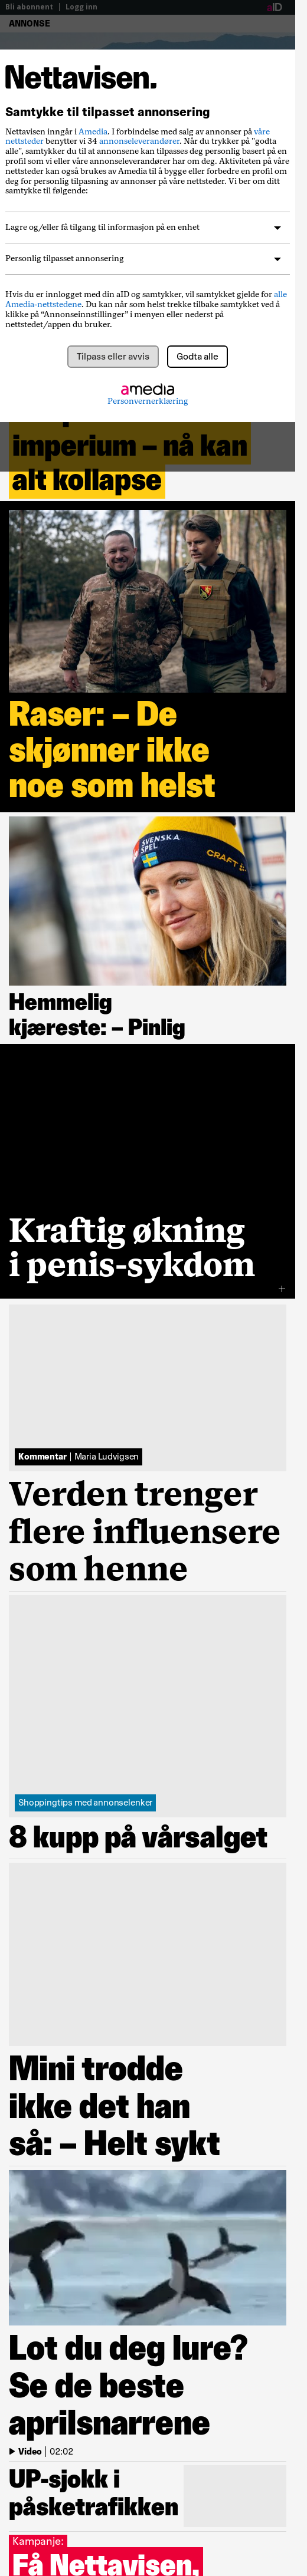 Bli abonnent | Logg inn
aID
ANNONSE
Nettavisen.
Samtykke til tilpasset annonsering
Nettavisen inngår i Amedia. I forbindelse med salg av annonser på våre
nettsteder benytter vi 34 annonseleverandører. Når du trykker på "godta
alle", samtykker du til at annonsene kan tilpasses deg personlig basert på en
profil som vi eller våre annonseleverandører har om deg. Aktiviteten på våre
nettsteder kan også brukes av Amedia til å bygge eller forbedre en profil om
deg for personlig tilpasning av annonser på våre nettsteder. Vi ber om ditt
samtykke til følgende:
Lagre og/eller få tilgang til informasjon på en enhet
Personlig tilpasset annonsering
Hvis du er innlogget med din aID og samtykker, vil samtykket gjelde for alle
Amedia-nettstedene. Du kan når som helst trekke tilbake samtykket ved å
klikke på “Annonseinnstillinger” i menyen eller nederst på
nettstedet/appen du bruker.
Tilpass eller avvis
Godta alle
amedia
Personvernerklæring
imperium – nå kan
alt kollapse
Raser: – De
skjønner ikke
noe som helst
SVENSKA
SPEL
CRAFT
Hemmelig
kjæreste: – Pinlig
Kraftig økning
i penis-sykdom
Kommentar | Maria Ludvigsen
Verden trenger
flere influensere
som henne
Shoppingtips med annonselenker
8 kupp på vårsalget
Mini trodde
ikke det han
så: – Helt sykt
Lot du deg lure?
Se de beste
aprilsnarrene
Video | 02:02
UP-sjokk i
påsketrafikken
Kampanje:
Få Nettavisen,